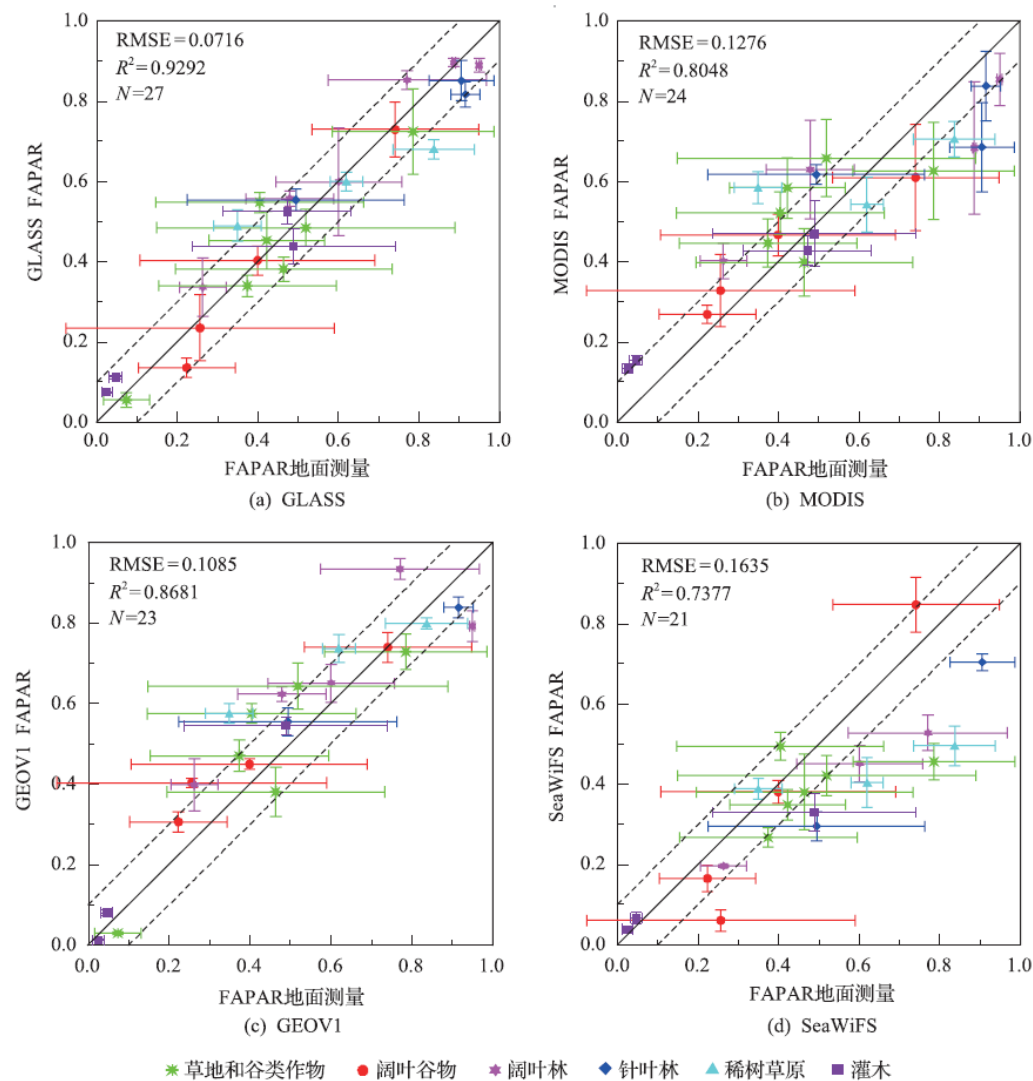 1.0
RMSE=0.0716
R²=0.9292
N=27
0.8
0.6
0.4
0.2
0.0
GLASS FAPAR
0.0 0.2 0.4 0.6 0.8 1.0
FAPAR地面测量
(a) GLASS
1.0
RMSE=0.1276
R²=0.8048
N=24
0.8
0.6
0.4
0.2
0.0
MODIS FAPAR
0.0 0.2 0.4 0.6 0.8 1.0
FAPAR地面测量
(b) MODIS
1.0
RMSE=0.1085
R²=0.8681
N=23
0.8
0.6
0.4
0.2
0.0
GEOV1 FAPAR
0.0 0.2 0.4 0.6 0.8 1.0
FAPAR地面测量
(c) GEOV1
1.0
RMSE=0.1635
R²=0.7377
N=21
0.8
0.6
0.4
0.2
0.0
SeaWiFS FAPAR
0.0 0.2 0.4 0.6 0.8 1.0
FAPAR地面测量
(d) SeaWiFS
草地和谷类作物 阔叶谷物 阔叶林 针叶林 稀树草原 灌木